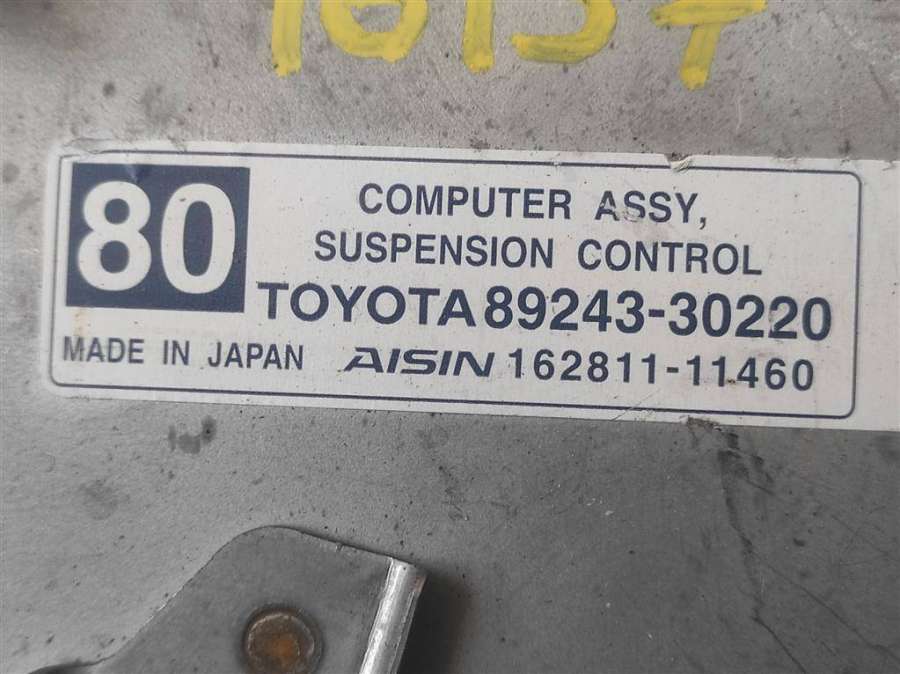 80
COMPUTER ASSY,
SUSPENSION CONTROL
TOYOTA 89243-30220
MADE IN JAPAN AISIN 162811-11460